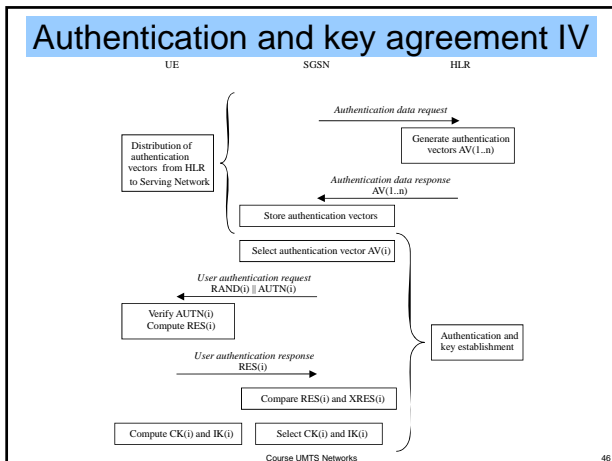 Authentication and key agreement IV
UE SGSN HLR
Authentication data request
Generate authentication
vectors AV(1..n)
Distribution of
authentication
vectors from HLR
to Serving Network
Authentication data response
AV(1..n)
Store authentication vectors
Select authentication vector AV(i)
User authentication request
RAND(i) || AUTN(i)
Verify AUTN(i)
Compute RES(i)
Authentication and
key establishment
User authentication response
RES(i)
Compare RES(i) and XRES(i)
Compute CK(i) and IK(i)
Select CK(i) and IK(i)
Course UMTS Networks
46